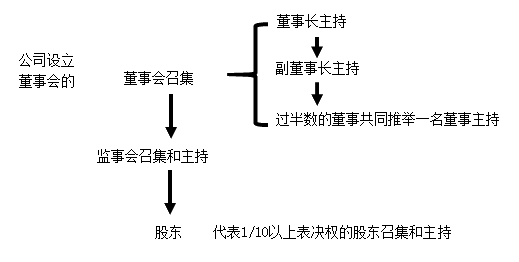 董事长主持
公司设立
董事会的
副董事长主持
董事会召集
过半数的董事共同推举一名董事主持
监事会召集和主持
股东 代表1/10以上表决权的股东召集和主持